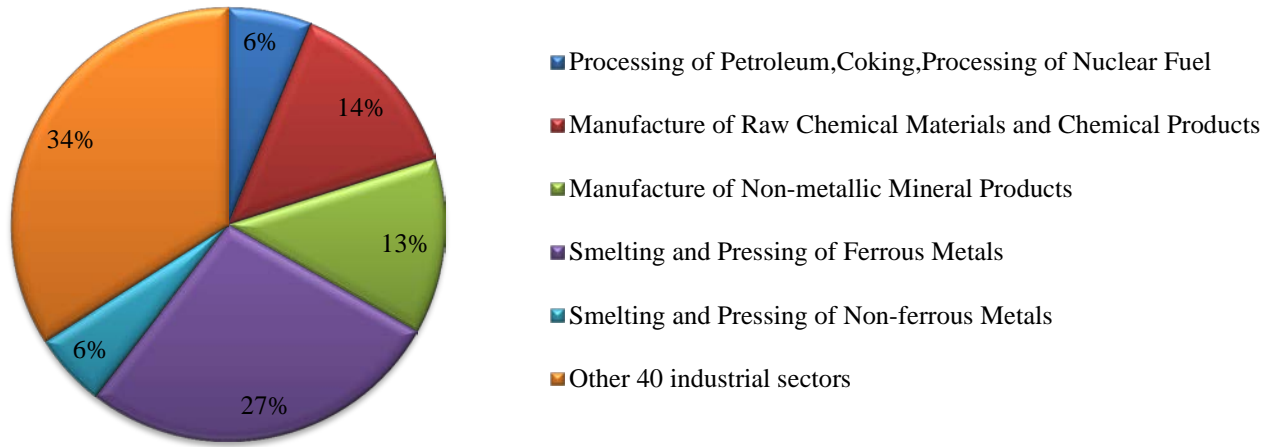 6%
14%
13%
27%
6%
34%
Processing of Petroleum,Coking,Processing of Nuclear Fuel
Manufacture of Raw Chemical Materials and Chemical Products
Manufacture of Non-metallic Mineral Products
Smelting and Pressing of Ferrous Metals
Smelting and Pressing of Non-ferrous Metals
Other 40 industrial sectors